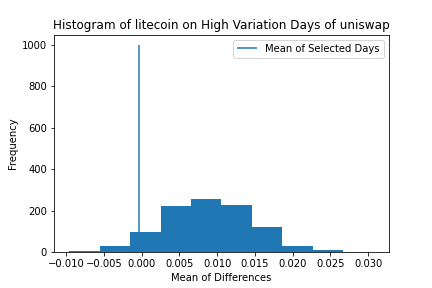 Histogram of litecoin on High Variation Days of uniswap
Mean of Selected Days
1000
800
600
400
200
0
Frequency
−0.010 −0.005 0.000 0.005 0.010 0.015 0.020 0.025 0.030
Mean of Differences